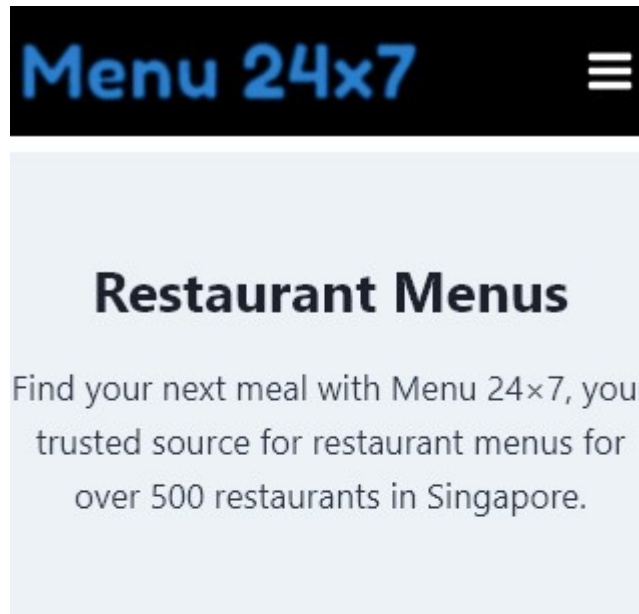 Menu 24x7
Restaurant Menus
Find your next meal with Menu 24×7, your
trusted source for restaurant menus for
over 500 restaurants in Singapore.